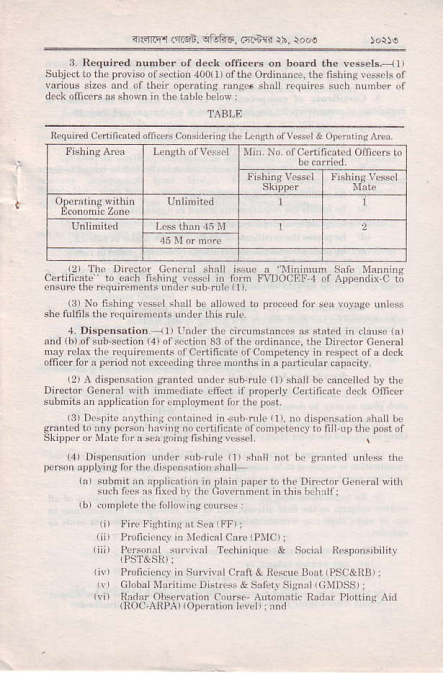 বাংলাদেশ গেজেট, অতিরিক্ত, সেপ্টেম্বর ২৯, ২০০৩ ১০২১৩
3. Required number of deck officers on board the vessels.—(1)
Subject to the proviso of section 400(1) of the Ordinance, the fishing vessels of
various sizes and of their operating ranges shall requires such number of
deck officers as shown in the table below :
TABLE
Required Certificated officers Considering the Length of Vessel & Operating Area.
Fishing Area Length of Vessel Min. No. of Certificated Officers to
be carried.
Fishing Vessel Fishing Vessel
Skipper Mate
Operating within Unlimited 1 1
Economic Zone
Unlimited Less than 45 M 1 2
45 M or more
(2) The Director General shall issue a "Minimum Safe Manning
Certificate" to each fishing vessel in form FVDOCEF-4 of Appendix-C to
ensure the requirements under sub-rule (1).
(3) No fishing vessel shall be allowed to proceed for sea voyage unless
she fulfils the requirements under this rule.
4. Dispensation.—(1) Under the circumstances as stated in clause (a)
and (b) of sub-section (4) of section 83 of the ordinance, the Director General
may relax the requirements of Certificate of Competency in respect of a deck
officer for a period not exceeding three months in a particular capacity.
(2) A dispensation granted under sub-rule (1) shall be cancelled by the
Director General with immediate effect if properly Certificate deck Officer
submits an application for employment for the post.
(3) Despite anything contained in sub-rule (1), no dispensation shall be
granted to any person having no certificate of competency to fill-up the post of
Skipper or Mate for a sea going fishing vessel.
(4) Dispensation under sub-rule (1) shall not be granted unless the
person applying for the dispensation shall—
(a) submit an application in plain paper to the Director General with
such fees as fixed by the Government in this behalf ;
(b) complete the following courses :
(i) Fire Fighting at Sea (FF) ;
(ii) Proficiency in Medical Care (PMC) ;
(iii) Personal survival Techinique & Social Responsibility
(PST&SR) ;
(iv) Proficiency in Survival Craft & Rescue Boat (PSC&RB) ;
(v) Global Maritime Distress & Safety Signal (GMDSS) ;
(vi) Radar Observation Course- Automatic Radar Plotting Aid
(ROC-ARPA) (Operation level) ; and